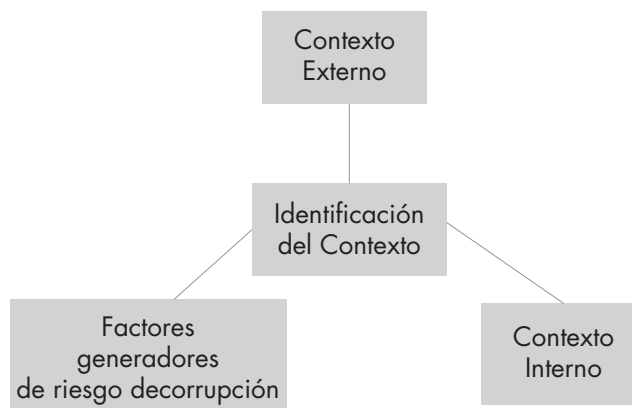 Contexto
Externo
Identificación
del Contexto
Factores
generadores
de riesgo decorrupción
Contexto
Interno